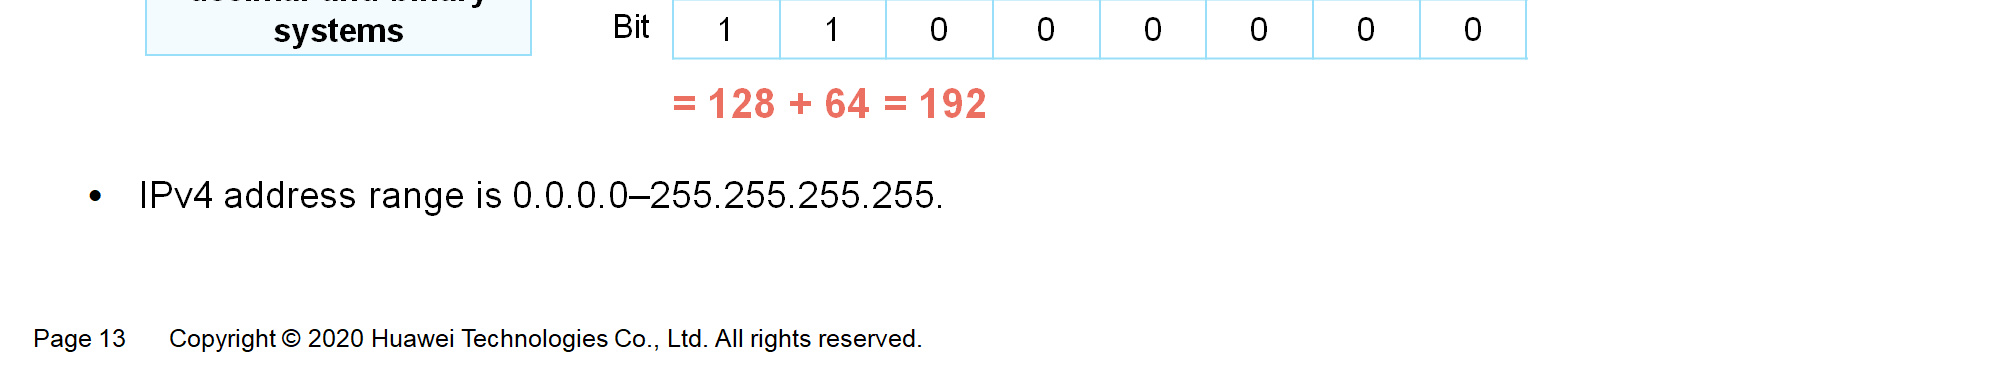 systems
Bit 1 1 0 0 0 0 0 0
= 128 + 64 = 192
• IPv4 address range is 0.0.0.0–255.255.255.255.
Page 13 Copyright © 2020 Huawei Technologies Co., Ltd. All rights reserved.